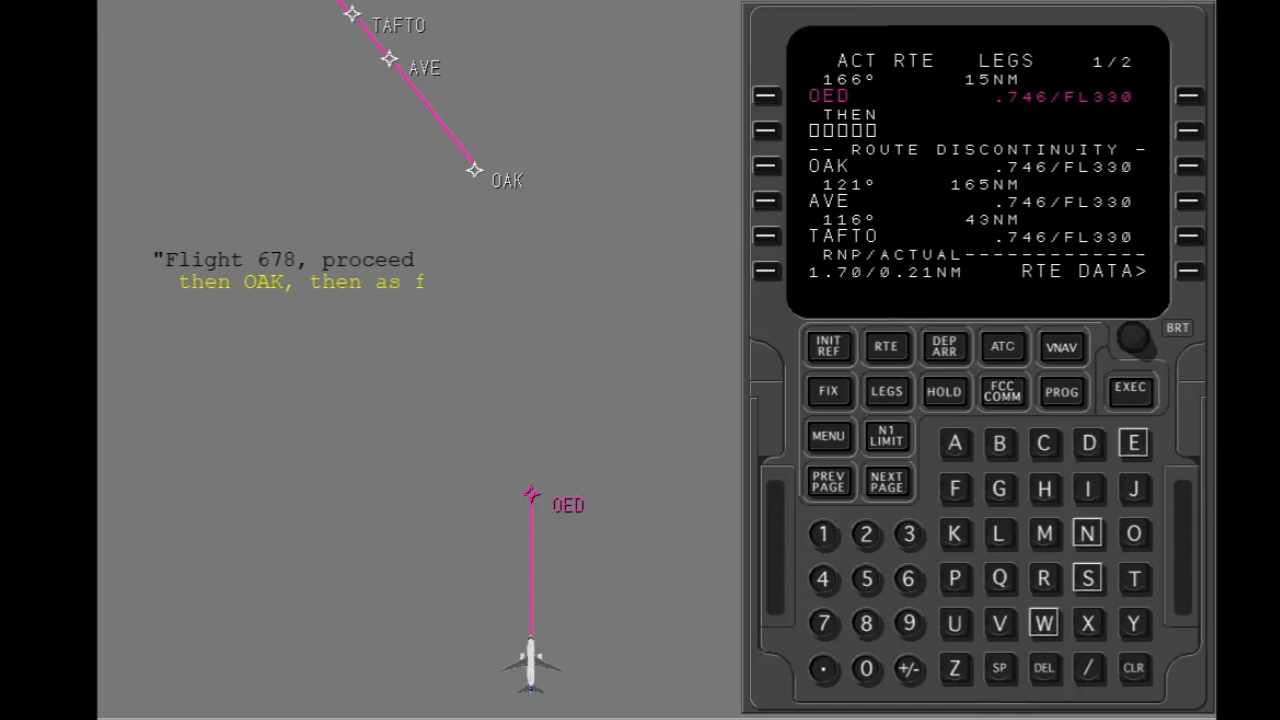 TAFTO
AVE
OAK
"Flight 678, proceed
then OAK, then as f
OED
ACT RTE LEGS 1/2
166° 15NM
OED .746/FL330
THEN
□□□□□
-- ROUTE DISCONTINUITY -
OAK .746/FL330
121° 165NM
AVE .746/FL330
116° 43NM
TAFTO .746/FL330
RNP/ACTUAL-------------
1.70/0.21NM RTE DATA>
BRT
INIT REF RTE DEP ARR ATC VNAV
FIX LEGS HOLD FCC COMM PROG EXEC
MENU N1 LIMIT
PREV PAGE NEXT PAGE
A B C D E
F G H I J
1 2 3 K L M N O
4 5 6 P Q R S T
7 8 9 U V W X Y
. 0 +/- Z SP DEL / CLR